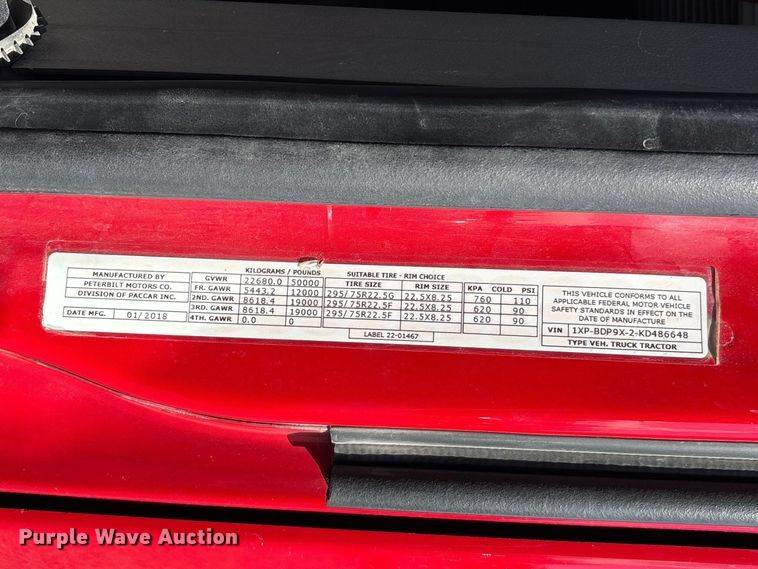 MANUFACTURED BY
PETERBILT MOTORS CO.
DIVISION OF PACCAR INC.
DATE MFG. 01/2018
KILOGRAMS / POUNDS SUITABLE TIRE - RIM CHOICE
GVWR 22680.0 50000 TIRE SIZE RIM SIZE KPA COLD PSI
FR. GAWR 5443.2 12000 295/75R22.5G 22.5X8.25 760 110
2ND. GAWR 8618.4 19000 295/75R22.5F 22.5X8.25 620 90
3RD. GAWR 8618.4 19000 295/75R22.5F 22.5X8.25 620 90
4TH. GAWR 0.0 0
LABEL 22-01467
THIS VEHICLE CONFORMS TO ALL
APPLICABLE FEDERAL MOTOR VEHICLE
SAFETY STANDARDS IN EFFECT ON THE
DATE OF MANUFACTURE
VIN 1XP-BDP9X-2-KD486648
TYPE VEH. TRUCK TRACTOR
Purple Wave Auction